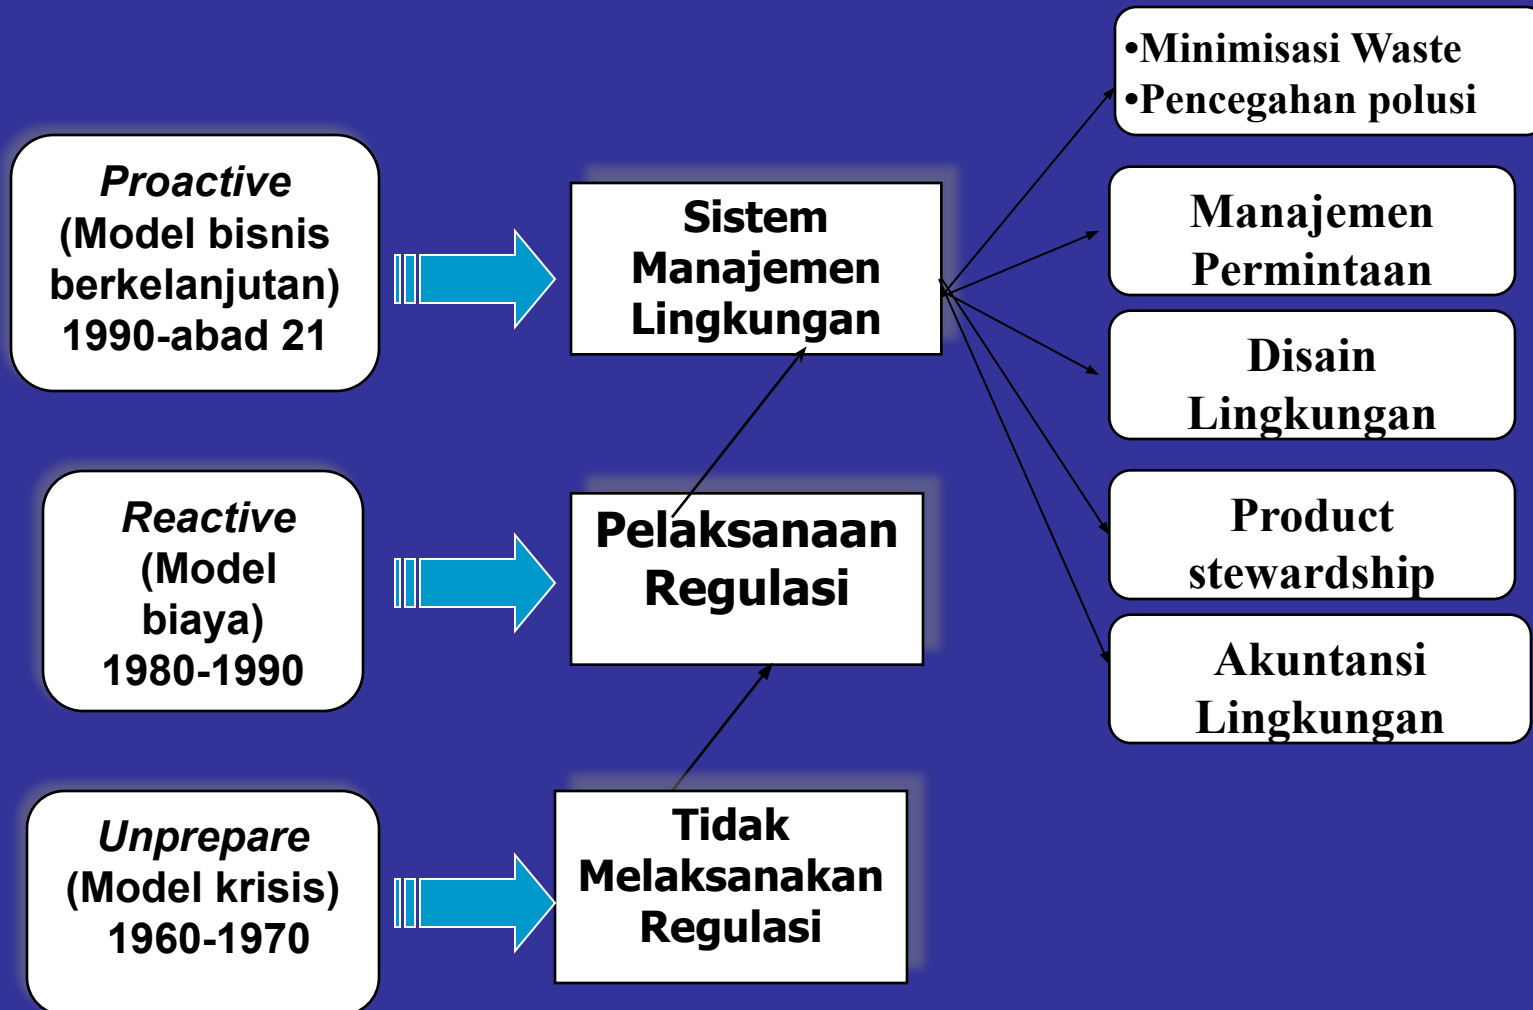 Proactive
(Model bisnis
berkelanjutan)
1990-abad 21
Sistem
Manajemen
Lingkungan
•Minimisasi Waste
•Pencegahan polusi
Manajemen
Permintaan
Disain
Lingkungan
Product
stewardship
Akuntansi
Lingkungan
Reactive
(Model
biaya)
1980-1990
Pelaksanaan
Regulasi
Unprepare
(Model krisis)
1960-1970
Tidak
Melaksanakan
Regulasi